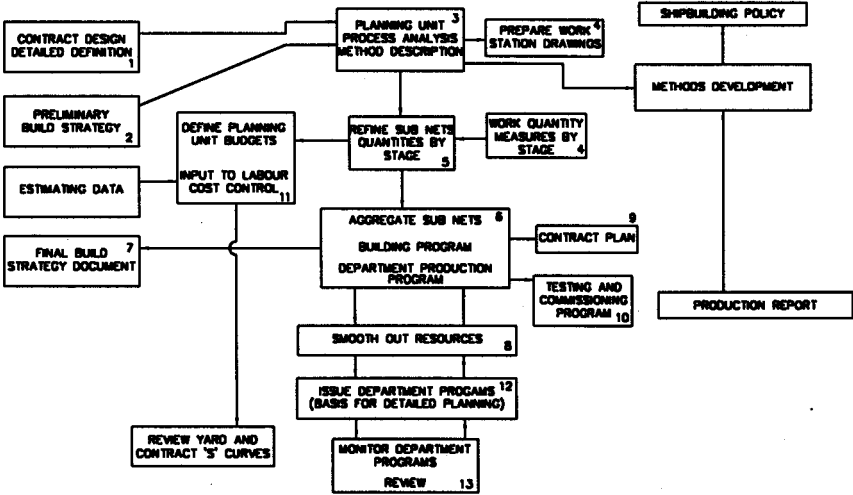 CONTRACT DESIGN
DETAILED DEFINITION
1
PLANNING UNIT 3
PROCESS ANALYSIS
METHOD DESCRIPTION
PREPARE WORK 4
STATION DRAWINGS
SHIPBUILDING POLICY
METHODS DEVELOPMENT
PRELIMINARY
BUILD STRATEGY
2
DEFINE PLANNING
UNIT BUDGETS
INPUT TO LABOUR
COST CONTROL
11
REFINE SUB NETS
QUANTITIES BY
STAGE
5
WORK QUANTITY
MEASURES BY
STAGE 4
ESTIMATING DATA
AGGREGATE SUB NETS 6
BUILDING PROGRAM
DEPARTMENT PRODUCTION
PROGRAM
9
CONTRACT PLAN
FINAL BUILD 7
STRATEGY DOCUMENT
TESTING AND
COMMISSIONING
PROGRAM 10
PRODUCTION REPORT
SMOOTH OUT RESOURCES
8
ISSUE DEPARTMENT PROGAMS 12
(BASIS FOR DETAILED PLANNING)
REVIEW YARD AND
CONTRACT 'S' CURVES
MONITOR DEPARTMENT
PROGRAMS
REVIEW 13